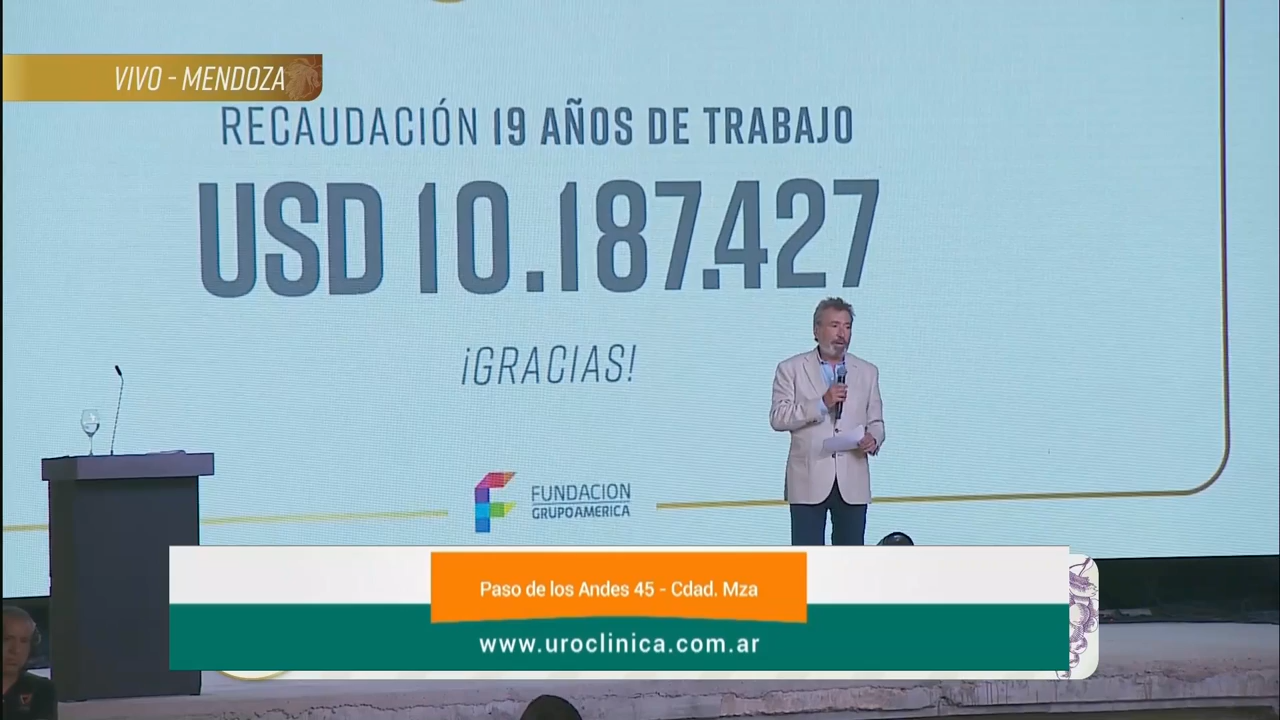 VIVO - MENDOZA
RECAUDACIÓN 19 AÑOS DE TRABAJO
USD 10.187.427
¡GRACIAS!
FUNDACION
GRUPOAMERICA
Paso de los Andes 45 - Cdad. Mza
www.uroclinica.com.ar